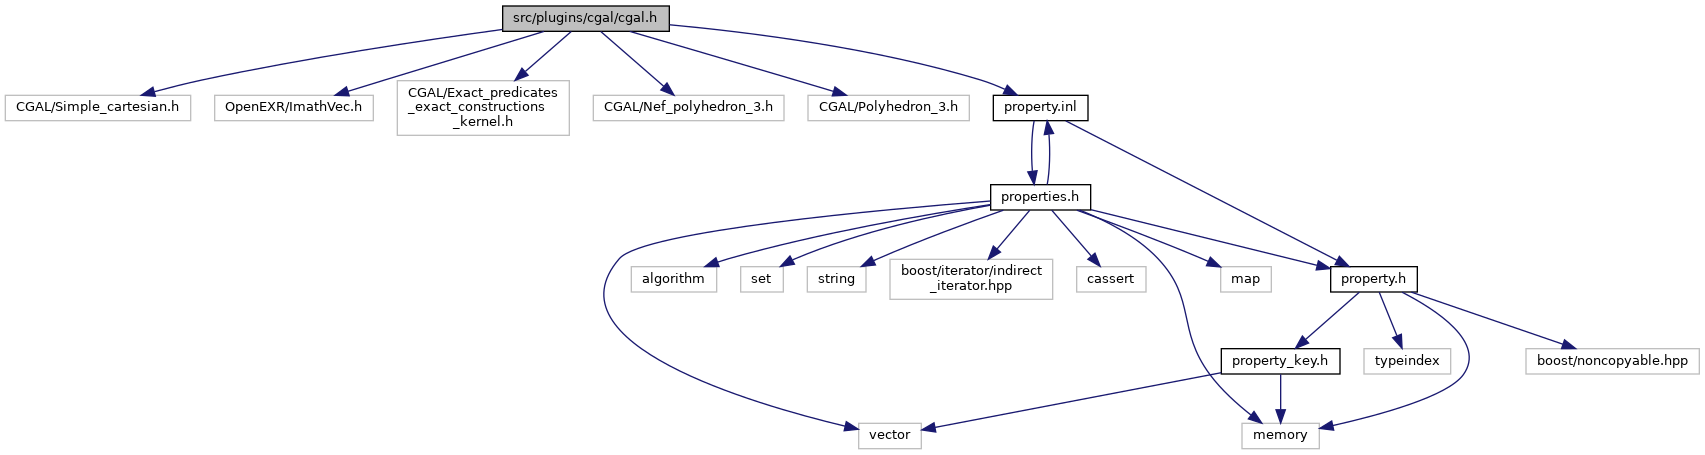 src/plugins/cgal/cgal.h
CGAL/Simple_cartesian.h
OpenEXR/ImathVec.h
CGAL/Exact_predicates
_exact_constructions
_kernel.h
CGAL/Nef_polyhedron_3.h
CGAL/Polyhedron_3.h
property.inl
properties.h
algorithm
set
string
boost/iterator/indirect
_iterator.hpp
cassert
map
property.h
property_key.h
typeindex
boost/noncopyable.hpp
vector
memory